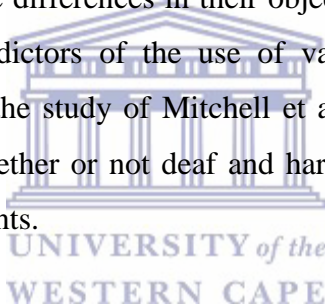 differences in their objec
dictors of the use of va
he study of Mitchell et a
ether or not deaf and har
nts.
UNIVERSITY of the
WESTERN CAPE